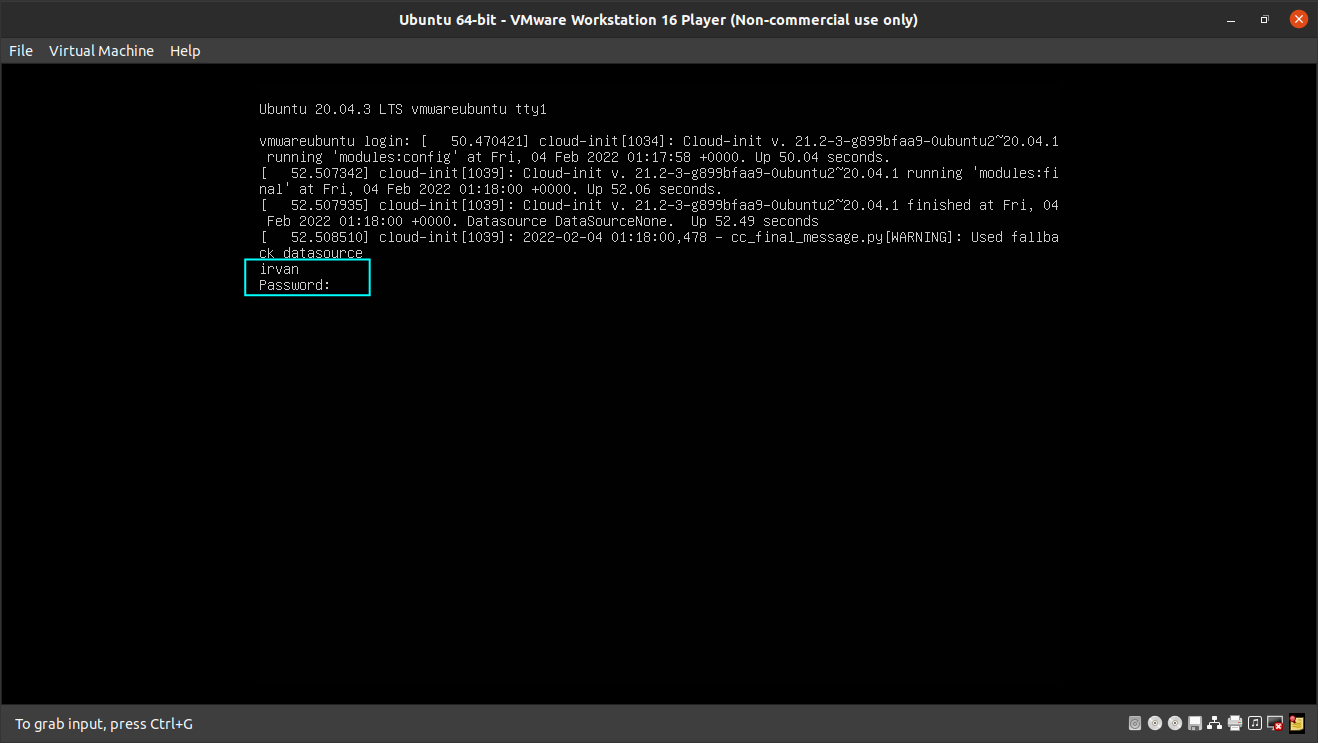 Ubuntu 64-bit - VMware Workstation 16 Player (Non-commercial use only)
File Virtual Machine Help
Ubuntu 20.04.3 LTS vmwareubuntu tty1
vmwareubuntu login: [   50.470421] cloud-init[1034]: Cloud-init v. 21.2-3-g899bfaa9-0ubuntu2~20.04.1
 running 'modules:config' at Fri, 04 Feb 2022 01:17:58 +0000. Up 50.04 seconds.
[   52.507342] cloud-init[1039]: Cloud-init v. 21.2-3-g899bfaa9-0ubuntu2~20.04.1 running 'modules:fi
nal' at Fri, 04 Feb 2022 01:18:00 +0000. Up 52.06 seconds.
[   52.507935] cloud-init[1039]: Cloud-init v. 21.2-3-g899bfaa9-0ubuntu2~20.04.1 finished at Fri, 04
 Feb 2022 01:18:00 +0000. Datasource DataSourceNone.  Up 52.49 seconds
[   52.508510] cloud-init[1039]: 2022-02-04 01:18:00,478 - cc_final_message.py[WARNING]: Used fallba
ck datasource
irvan
Password:
To grab input, press Ctrl+G